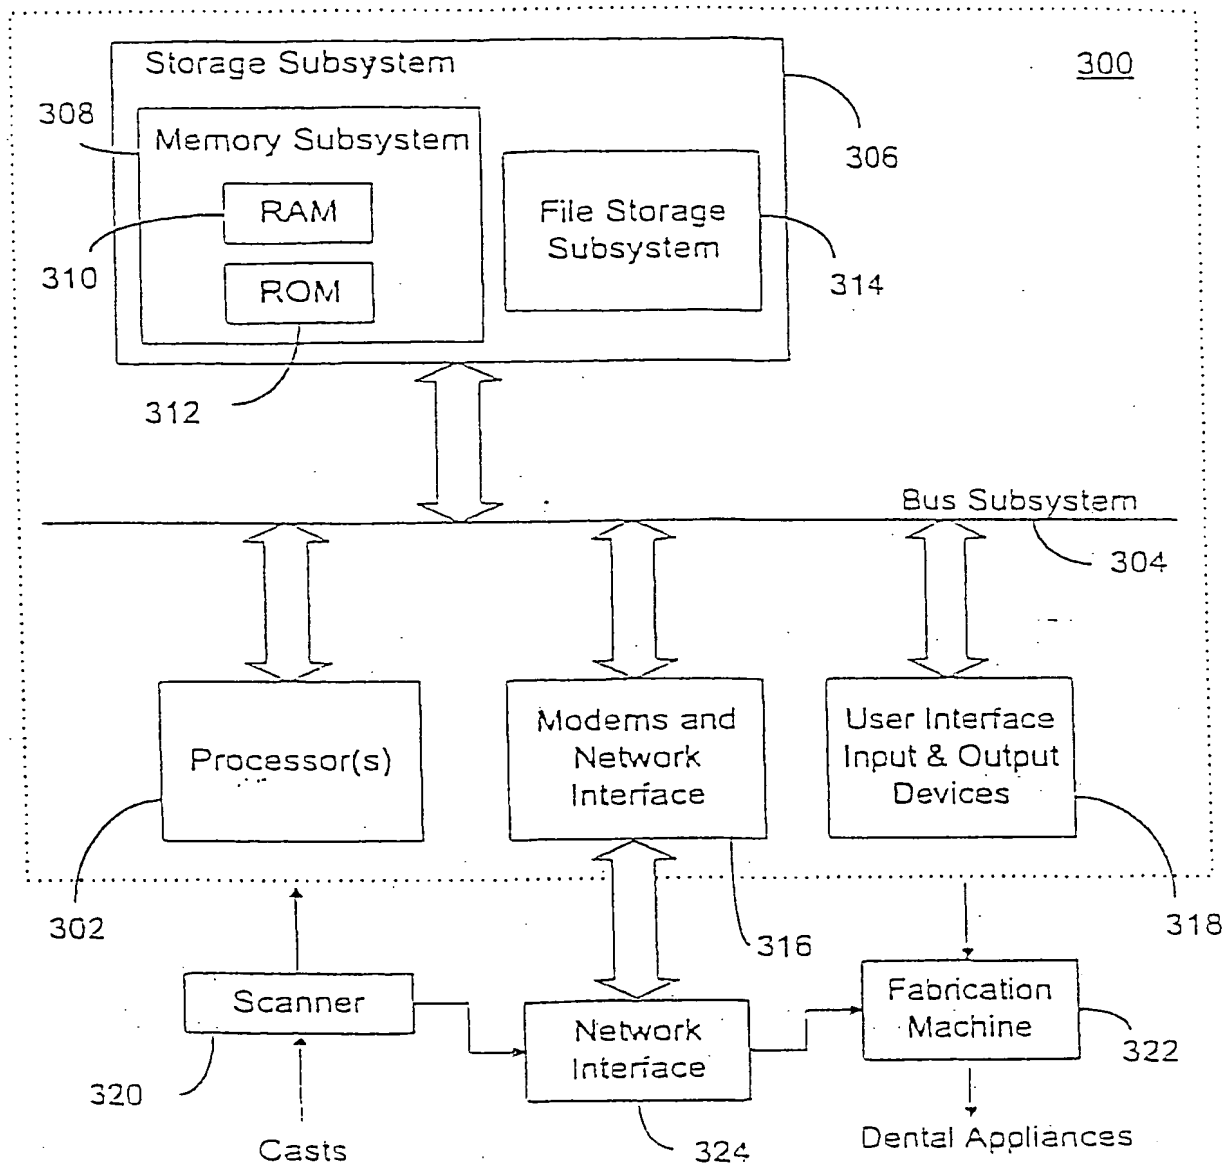 Storage Subsystem
300
308
Memory Subsystem
306
RAM
File Storage
Subsystem
310
ROM
314
312
Bus Subsystem
304
Processor(s)
Modems and
Network
Interface
User Interface
Input & Output
Devices
302
316
318
Scanner
Fabrication
Machine
Network
Interface
322
320
Casts
324
Dental Appliances